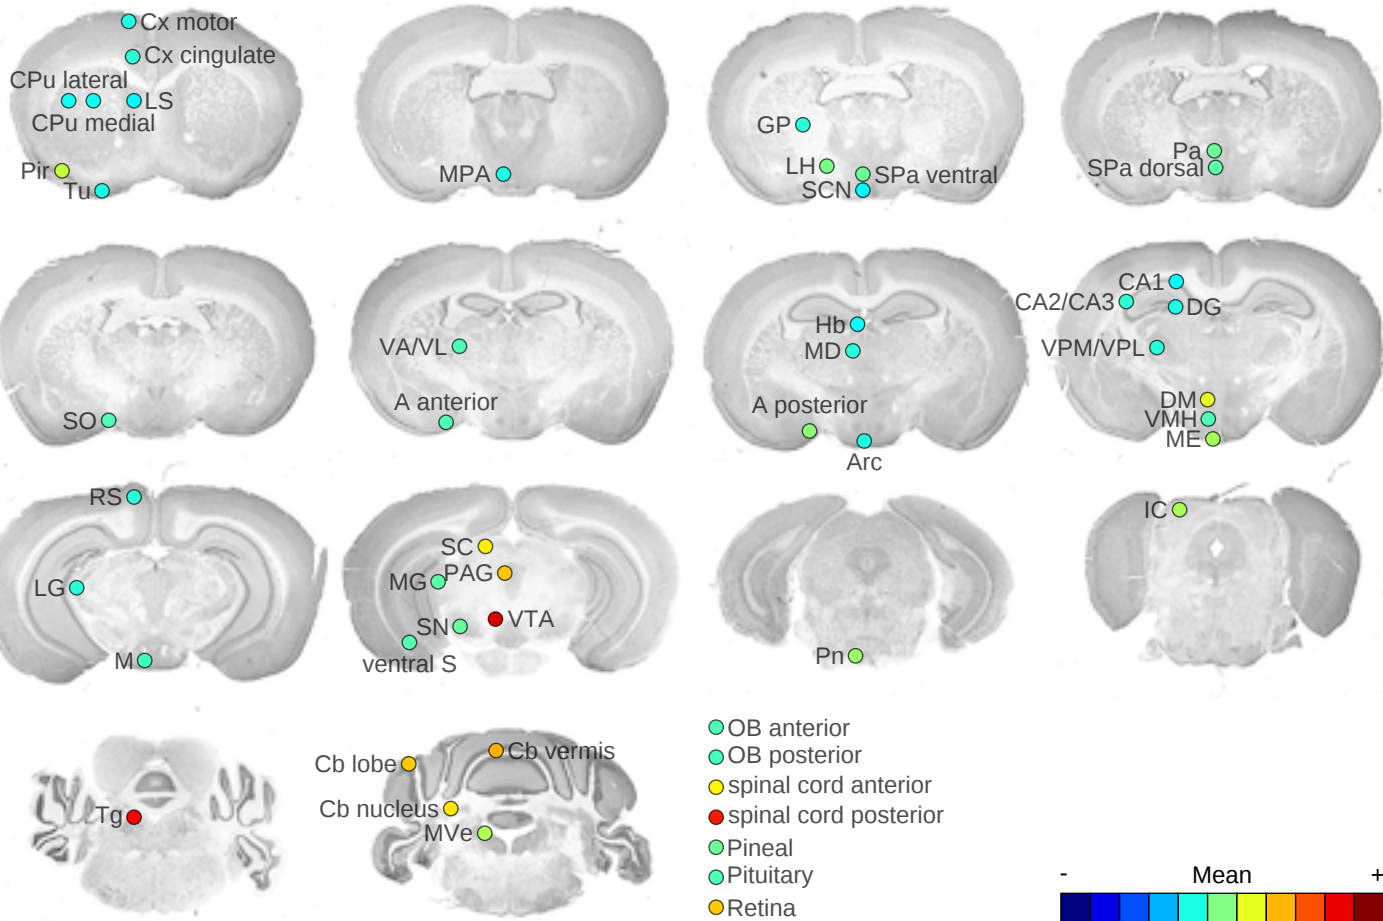 Cx motor
Cx cingulate
CPu lateral
LS
CPu medial
Pir
Tu
MPA
GP
LH
SPa ventral
SCN
Pa
SPa dorsal
SO
VA/VL
A anterior
Hb
MD
A posterior
Arc
CA1
CA2/CA3
DG
VPM/VPL
DM
VMH
ME
RS
LG
M
SC
MG
PAG
SN
VTA
ventral S
Pn
IC
Tg
Cb lobe
Cb vermis
Cb nucleus
MVe
OB anterior
OB posterior
spinal cord anterior
spinal cord posterior
Pineal
Pituitary
Retina
- Mean +